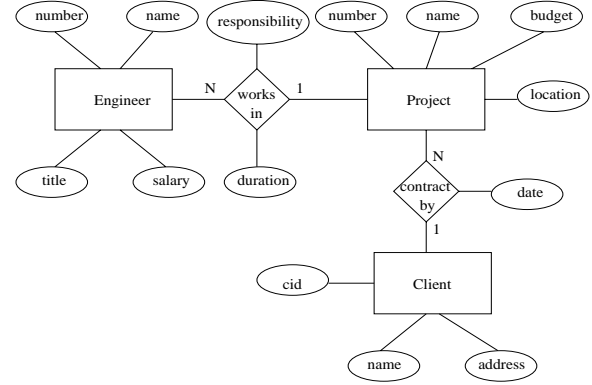 number
name
responsibility
number
name
budget
Engineer
N
works
in
1
Project
location
title
salary
duration
N
contract
by
date
1
cid
Client
name
address